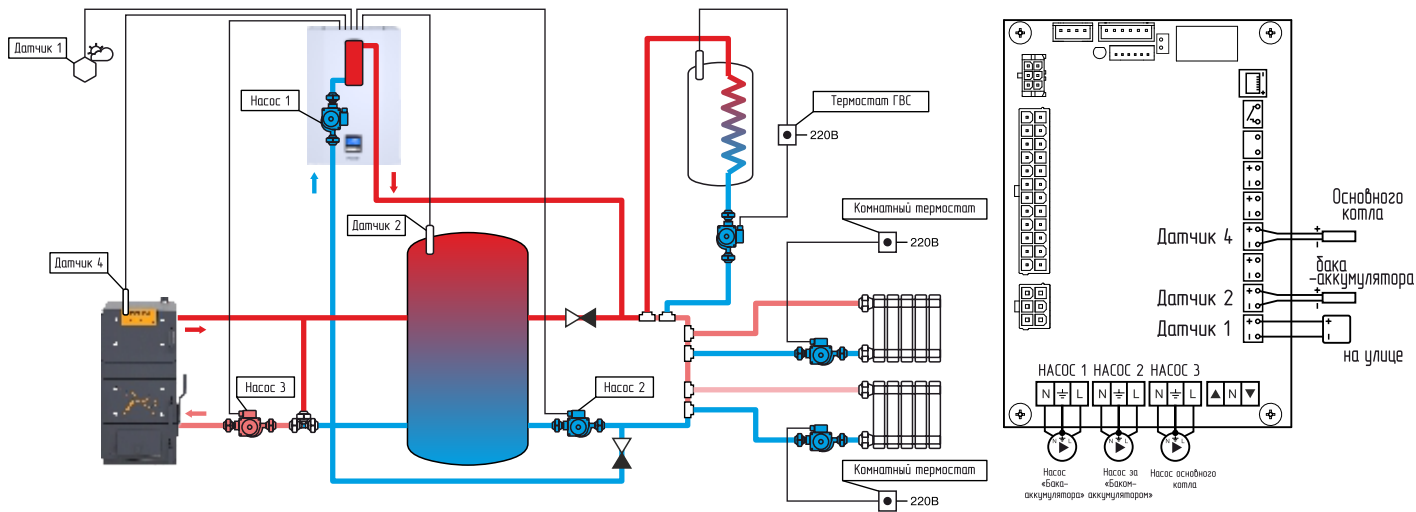 Датчик 1
Насос 1
Датчик 2
Датчик 4
Насос 3
Насос 2
Термостат ГВС
220В
Комнатный термостат
220В
Комнатный термостат
220В
Датчик 4
Основного
котла
Датчик 2
бака
-аккумулятора
Датчик 1
на улице
НАСОС 1 НАСОС 2 НАСОС 3
N L N L N L N
N L N L N L
Насос
«Бака-
аккумулятора»
Насос за
«Баком-
аккумулятором»
Насос основного
котла